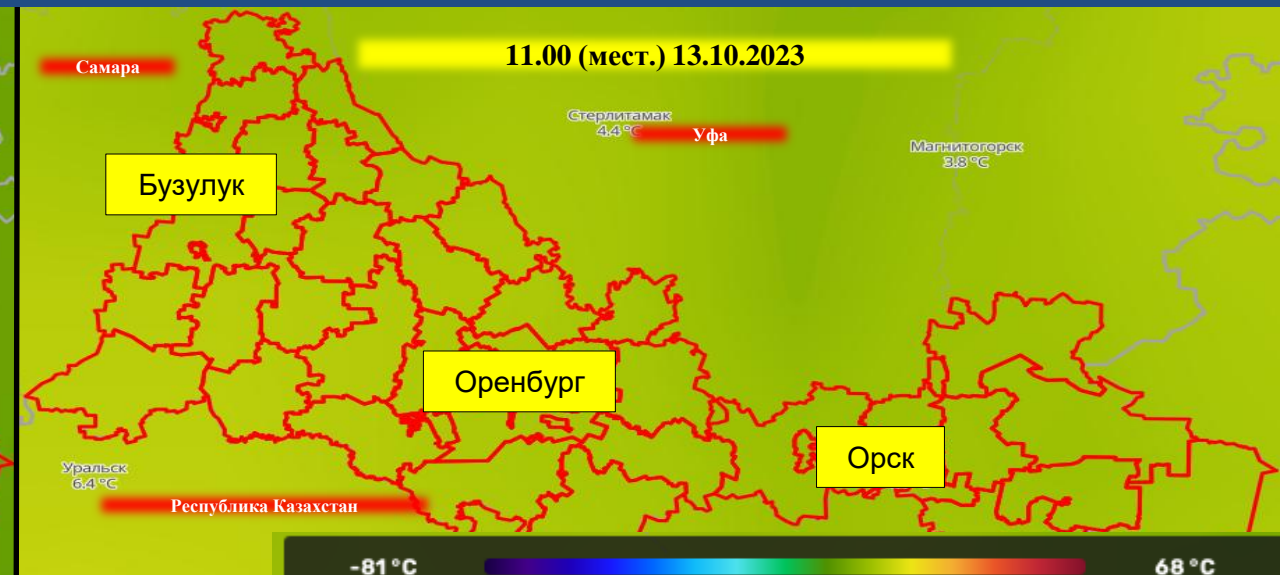 11.00 (мест.) 13.10.2023
Самара
Стерлитамак
4.4 °C
Уфа
Магнитогорск
3.8 °C
Бузулук
Оренбург
Орск
Уральск
6.4 °C
Республика Казахстан
-81 °C
68 °C